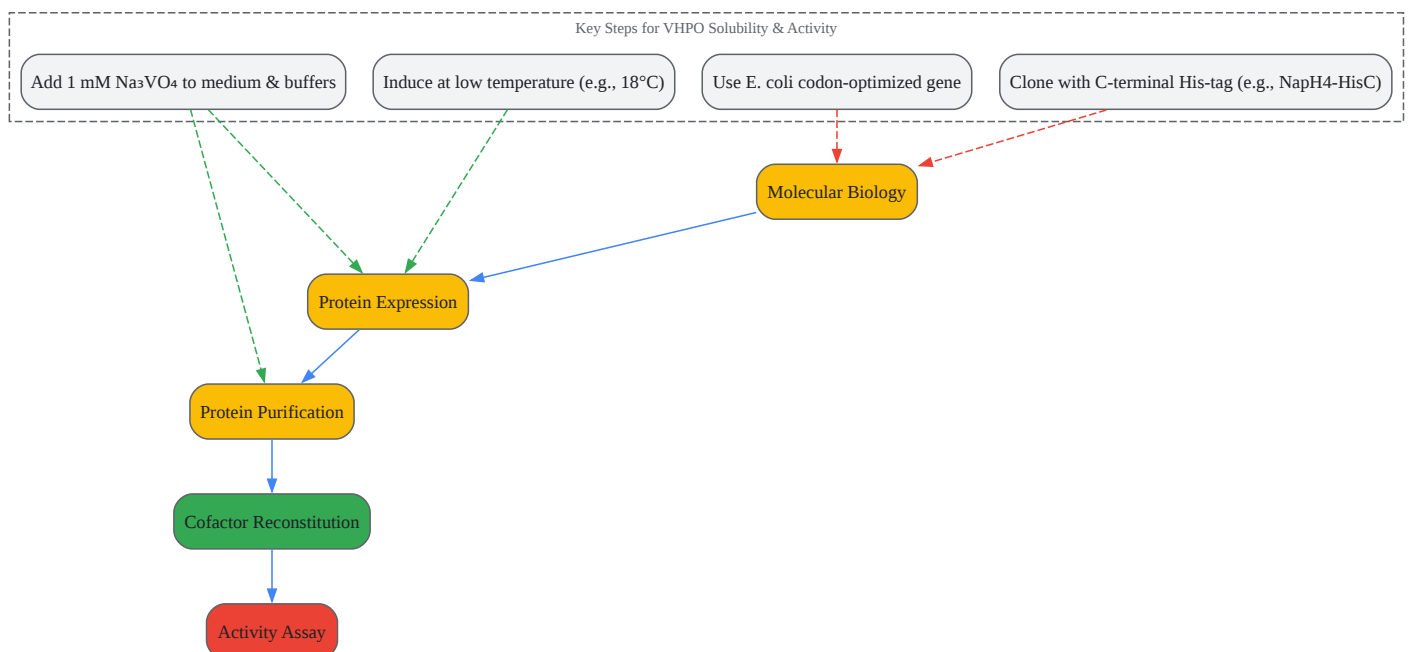 Key Steps for VHPO Solubility & Activity
Add 1 mM Na₃VO₄ to medium & buffers
Induce at low temperature (e.g., 18°C)
Use E. coli codon-optimized gene
Clone with C-terminal His-tag (e.g., NapH4-HisC)
Molecular Biology
Protein Expression
Protein Purification
Cofactor Reconstitution
Activity Assay